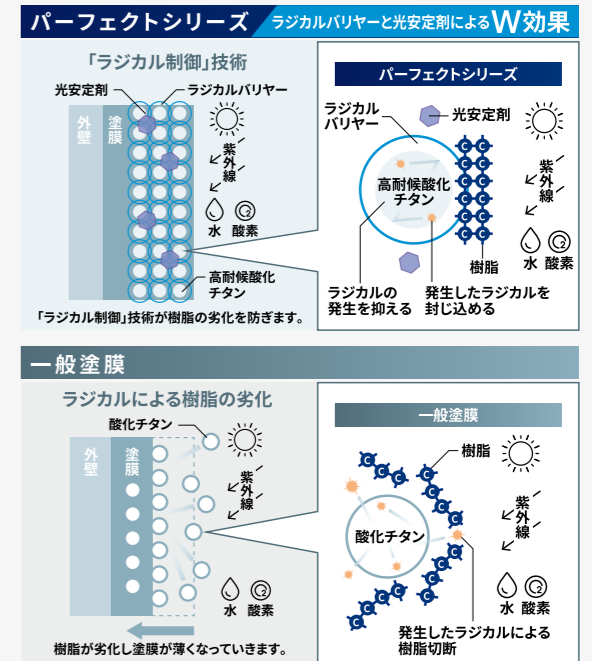 パーフェクトシリーズ ラジカルバリヤーと光安定剤によるW効果
「ラジカル制御」技術
光安定剤
ラジカルバリヤー
外壁
塗膜
紫外線
水 酸素
高耐候酸化
チタン
「ラジカル制御」技術が樹脂の劣化を防ぎます。
パーフェクトシリーズ
ラジカル
バリヤー
光安定剤
高耐候酸化
チタン
C C
C C
C C
C C
C C
C C
紫外線
O2
水 酸素
樹脂
ラジカルの
発生を抑える
発生したラジカルを
封じ込める
一般塗膜
ラジカルによる樹脂の劣化
酸化チタン
外壁
塗膜
紫外線
O2
水 酸素
樹脂が劣化し塗膜が薄くなっていきます。
一般塗膜
樹脂
C C C
C
C
C
C
酸化チタン
紫外線
C
C
C
C
C C C
O2
水 酸素
発生したラジカルによる
樹脂切断